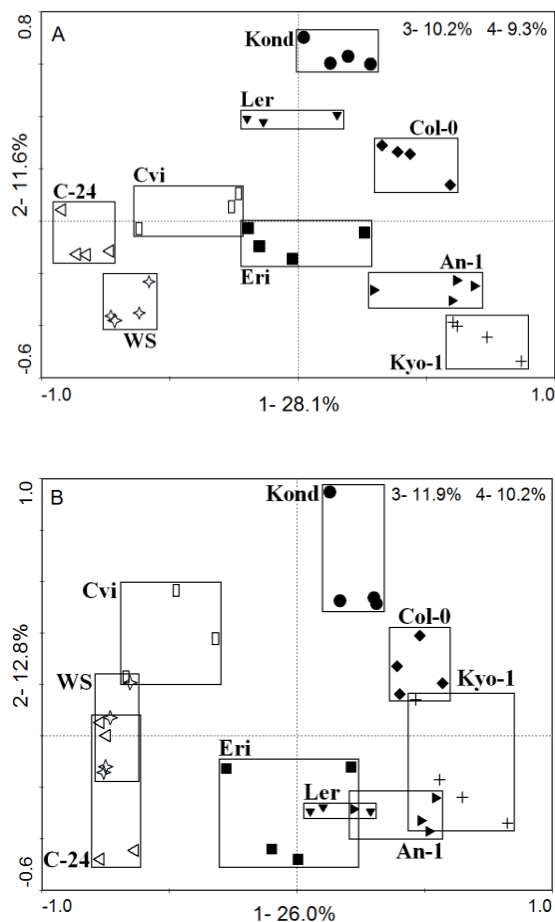 0.8
A
Kond
3- 10.2% 4- 9.3%
Ler
Col-0
2- 11.6%
Cvi
C-24
An-1
Eri
WS
Kyo-1
-0.6
-1.0
1- 28.1%
1.0
1.0
B
Kond
3- 11.9% 4- 10.2%
Cvi
Col-0
2- 12.8%
WS
Kyo-1
Eri
Ler
An-1
C-24
-0.6
-1.0
1- 26.0%
1.0